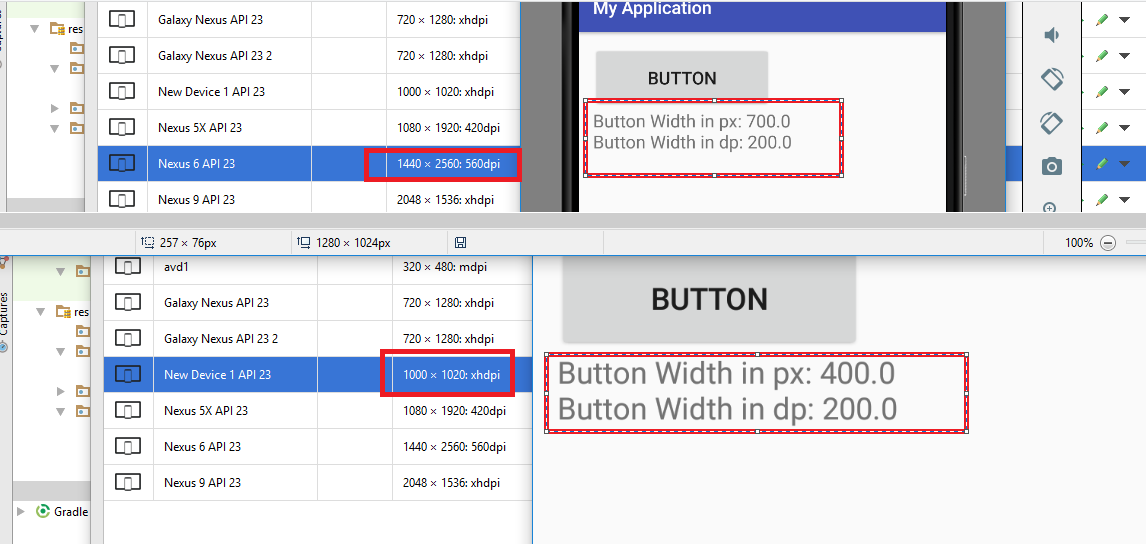 My Application
Captures
res
Galaxy Nexus API 23 720 × 1280: xhdpi
Galaxy Nexus API 23 2 720 × 1280: xhdpi
New Device 1 API 23 1000 × 1020: xhdpi
Nexus 5X API 23 1080 × 1920: 420dpi
Nexus 6 API 23 1440 × 2560: 560dpi
Nexus 9 API 23 2048 × 1536: xhdpi
BUTTON
Button Width in px: 700.0
Button Width in dp: 200.0
257 × 76px 1280 × 1024px 100%
Captures
res
Gradle
avd1 320 × 480: mdpi
Galaxy Nexus API 23 720 × 1280: xhdpi
Galaxy Nexus API 23 2 720 × 1280: xhdpi
New Device 1 API 23 1000 × 1020: xhdpi
Nexus 5X API 23 1080 × 1920: 420dpi
Nexus 6 API 23 1440 × 2560: 560dpi
Nexus 9 API 23 2048 × 1536: xhdpi
BUTTON
Button Width in px: 400.0
Button Width in dp: 200.0